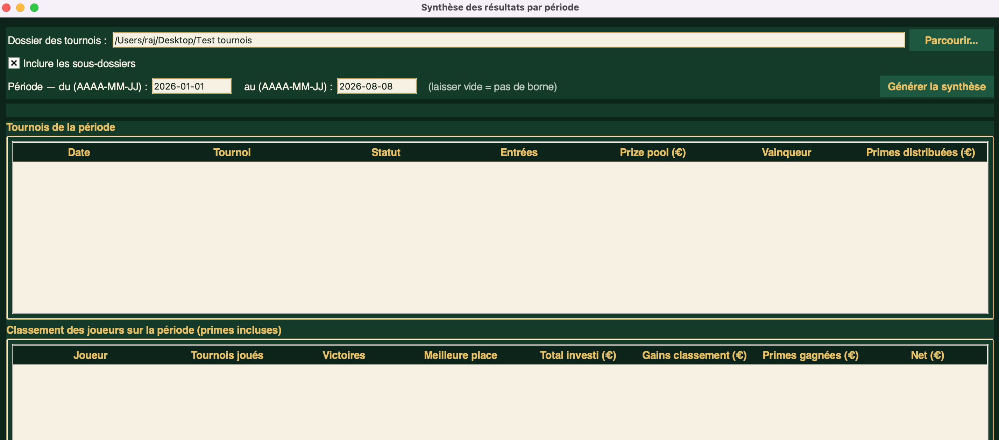 Synthèse des résultats par période
Dossier des tournois : /Users/raj/Desktop/Test tournois Parcourir...
Inclure les sous-dossiers
Période — du (AAAA-MM-JJ) : 2026-01-01 au (AAAA-MM-JJ) : 2026-08-08 (laisser vide = pas de borne) Générer la synthèse
Tournois de la période
Date Tournoi Statut Entrées Prize pool (€) Vainqueur Primes distribuées (€)
Classement des joueurs sur la période (primes incluses)
Joueur Tournois joués Victoires Meilleure place Total investi (€) Gains classement (€) Primes gagnées (€) Net (€)